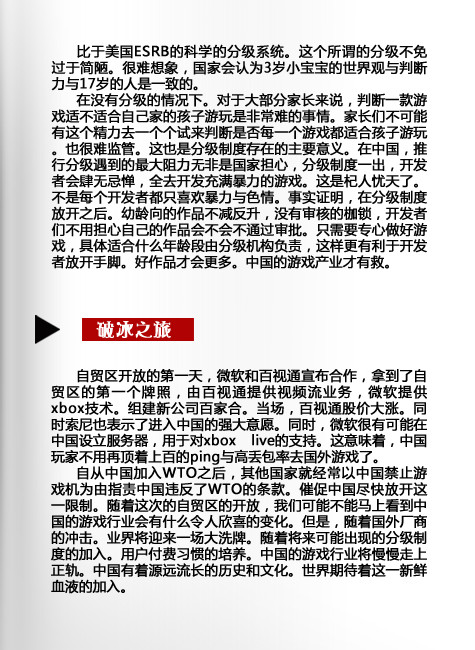 比于美国ESRB的科学的分级系统。这个所谓的分级不免
过于简陋。很难想象，国家会认为3岁小宝宝的世界观与判断
力与17岁的人是一致的。
在没有分级的情况下。对于大部分家长来说，判断一款游
戏适不适合自己家的孩子游玩是非常难的事情。家长们不可能
有这个精力去一个个试来判断是否每一个游戏都适合孩子游玩
。也很难监管。这也是分级制度存在的主要意义。在中国，推
行分级遇到的最大阻力无非是国家担心，分级制度一出，开发
者会肆无忌惮，全去开发充满暴力的游戏。这是杞人忧天了。
不是每个开发者都只喜欢暴力与色情。事实证明，在分级制度
放开之后。幼龄向的作品不减反升，没有审核的枷锁，开发者
们不用担心自己的作品会不会不通过审批。只需要专心做好游
戏，具体适合什么年龄段由分级机构负责，这样更有利于开发
者放开手脚。好作品才会更多。中国的游戏产业才有救。
破冰之旅
自贸区开放的第一天，微软和百视通宣布合作，拿到了自
贸区的第一个牌照，由百视通提供视频流业务，微软提供
xbox技术。组建新公司百家合。当场，百视通股价大涨。同
时索尼也表示了进入中国的强大意愿。同时，微软很有可能在
中国设立服务器，用于对xbox live的支持。这意味着，中国
玩家不用再顶着上百的ping与高丢包率去国外游戏了。
自从中国加入WTO之后，其他国家就经常以中国禁止游
戏机为由指责中国违反了WTO的条款。催促中国尽快放开这
一限制。随着这次的自贸区的开放，我们可能不能马上看到中
国的游戏行业会有什么令人欣喜的变化。但是，随着国外厂商
的冲击。业界将迎来一场大洗牌。随着将来可能出现的分级制
度的加入。用户付费习惯的培养。中国的游戏行业将慢慢走上
正轨。中国有着源远流长的历史和文化。世界期待着这一新鲜
血液的加入。